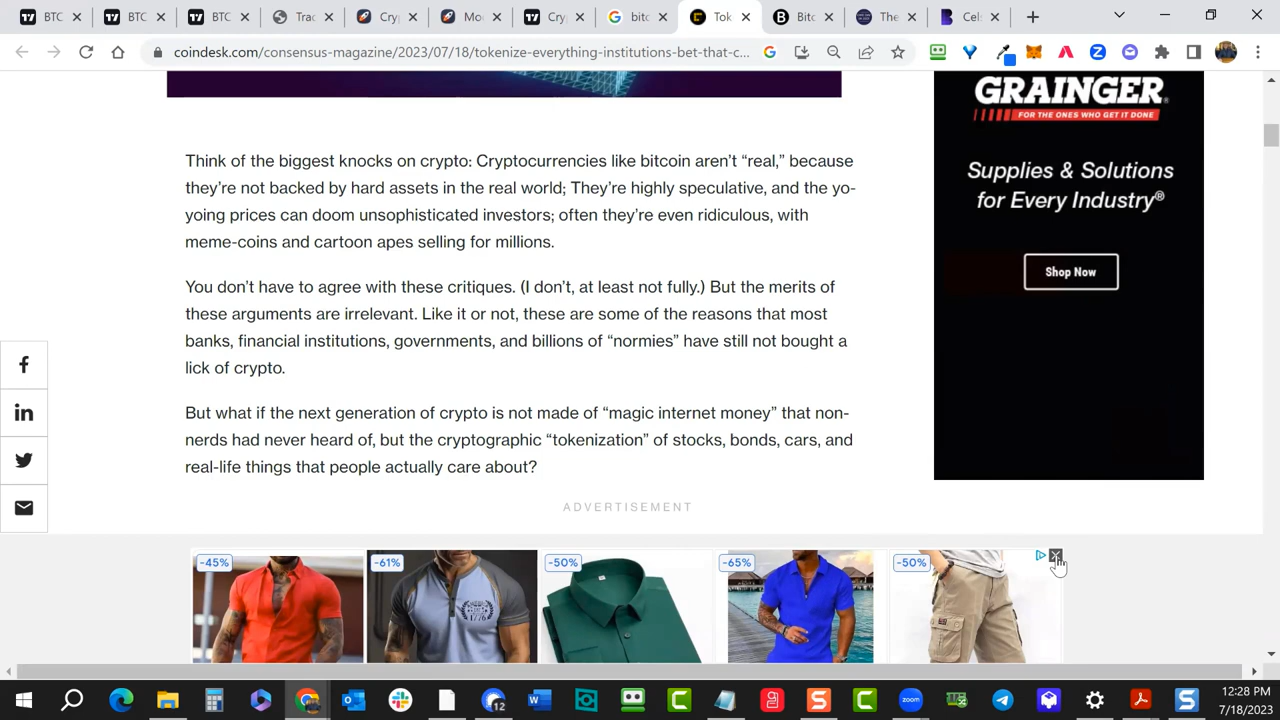 BTC
BTC
BTC
Trac
Cry
Mo
Cry
bitc
Tok
Bitc
The
Cels
coindesk.com/consensus-magazine/2023/07/18/tokenize-everything-institutions-bet-that-c...
GRAINGER
FOR THE ONES WHO GET IT DONE
Supplies & Solutions
for Every Industry®
Shop Now
Think of the biggest knocks on crypto: Cryptocurrencies like bitcoin aren’t “real,” because
they’re not backed by hard assets in the real world; They’re highly speculative, and the yo-
yoing prices can doom unsophisticated investors; often they’re even ridiculous, with
meme-coins and cartoon apes selling for millions.
You don’t have to agree with these critiques. (I don’t, at least not fully.) But the merits of
these arguments are irrelevant. Like it or not, these are some of the reasons that most
banks, financial institutions, governments, and billions of “normies” have still not bought a
lick of crypto.
But what if the next generation of crypto is not made of “magic internet money” that non-
nerds had never heard of, but the cryptographic “tokenization” of stocks, bonds, cars, and
real-life things that people actually care about?
ADVERTISEMENT
-45%
-61%
-50%
-65%
-50%
1776
12
12:28 PM
7/18/2023